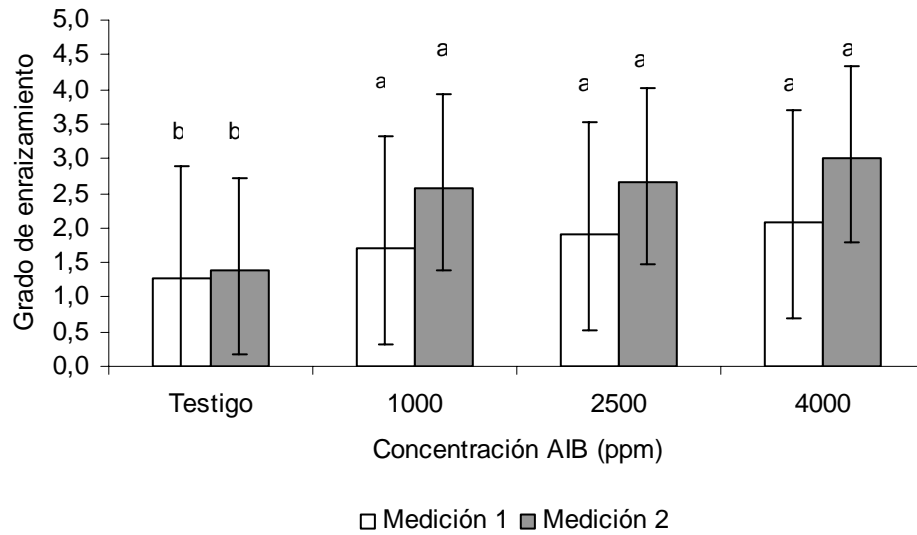 5,0
4,5
4,0
3,5
3,0
2,5
2,0
1,5
1,0
0,5
0,0
Grado de enraizamiento
b b a a a a a a
Testigo 1000 2500 4000
Concentración AIB (ppm)
Medición 1 Medición 2